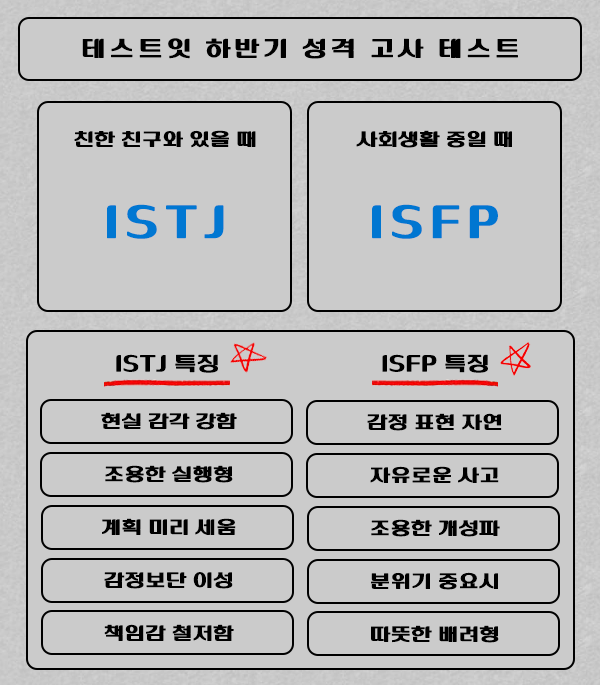 테스트잇 하반기 성격 고사 테스트
친한 친구와 있을 때
ISTJ
사회생활 중일 때
ISFP
ISTJ 특징
현실 감각 강함
조용한 실행형
계획 미리 세움
감정보단 이성
책임감 철저함
ISFP 특징
감정 표현 자연
자유로운 사고
조용한 개성파
분위기 중요시
따뜻한 배려형